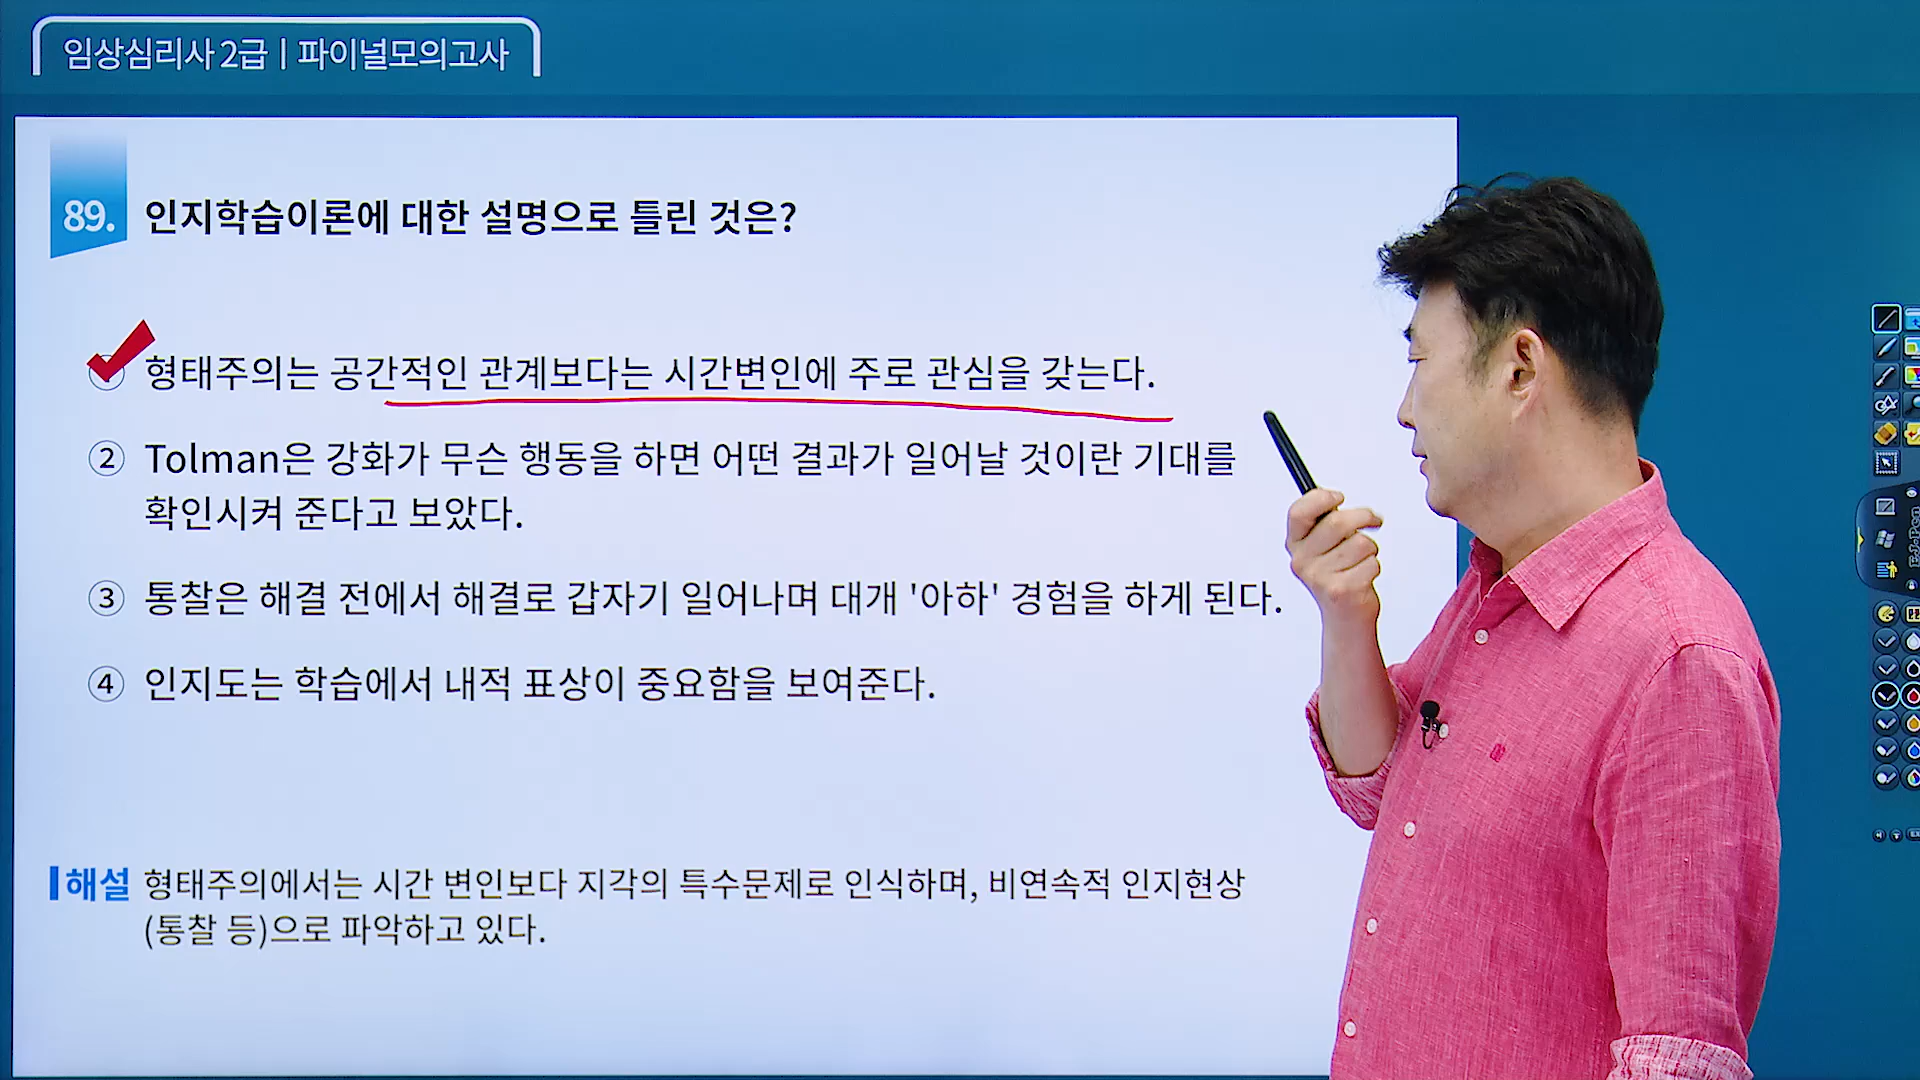 임상심리사 2급 | 파이널모의고사
89. 인지학습이론에 대한 설명으로 틀린 것은?
형태주의는 공간적인 관계보다는 시간변인에 주로 관심을 갖는다.
② Tolman은 강화가 무슨 행동을 하면 어떤 결과가 일어날 것이란 기대를
확인시켜 준다고 보았다.
③ 통찰은 해결 전에서 해결로 갑자기 일어나며 대개 '아하' 경험을 하게 된다.
④ 인지도는 학습에서 내적 표상이 중요함을 보여준다.
해설 형태주의에서는 시간 변인보다 지각의 특수문제로 인식하며, 비연속적 인지현상
(통찰 등)으로 파악하고 있다.